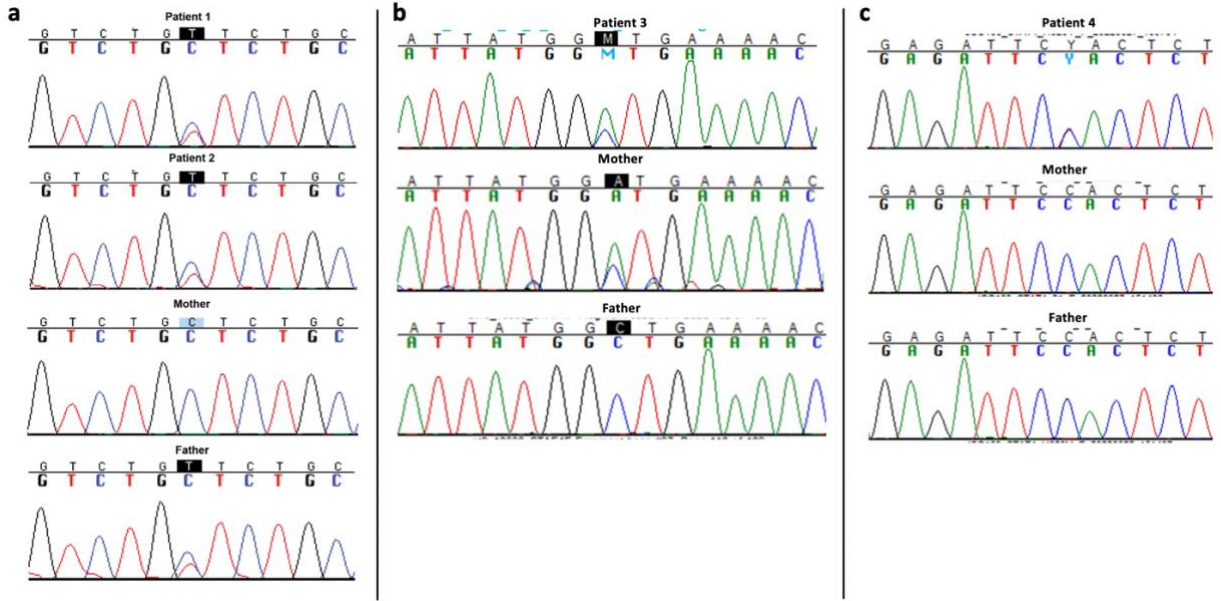 a
Patient 1
G T C T G T T C T G C
G T C T G C T C T G C
Patient 2
G T C T G T T C T G C
G T C T G C T C T G C
Mother
G T C T G C T C T G C
G T C T G C T C T G C
Father
G T C T G T T C T G C
G T C T G C T C T G C
b
Patient 3
A T T A T G G M T G A A A A C
A T T A T G G M T G A A A A C
Mother
A T T A T G G A T G A A A A C
A T T A T G G A T G A A A A C
Father
A T T A T G G C T G A A A A C
A T T A T G G C T G A A A A C
c
Patient 4
G A G A T T C Y A C T C T
G A G A T T C Y A C T C T
Mother
G A G A T T C C A C T C T
G A G A T T C C A C T C T
Father
G A G A T T C C A C T C T
G A G A T T C C A C T C T